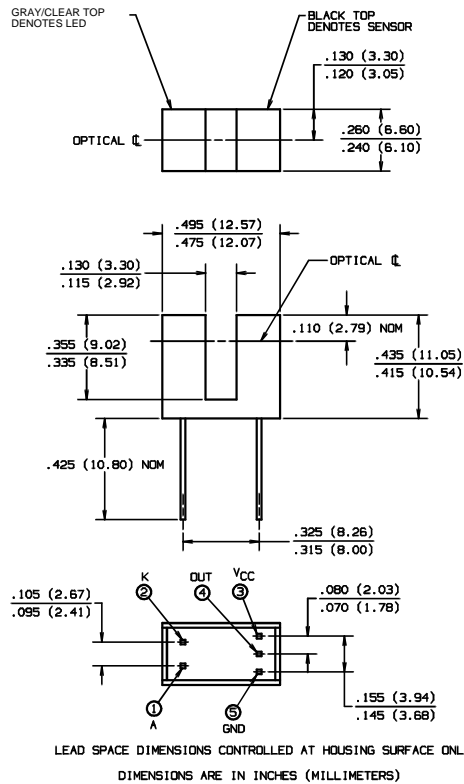 GRAY/CLEAR TOP
DENOTES LED
BLACK TOP
DENOTES SENSOR
.130 (3.30)
.120 (3.05)
OPTICAL ℄
.260 (6.60)
.240 (6.10)
.495 (12.57)
.475 (12.07)
.130 (3.30)
.115 (2.92)
OPTICAL ℄
.110 (2.79) NOM
.355 (9.02)
.335 (8.51)
.435 (11.05)
.415 (10.54)
.425 (10.80) NOM
.325 (8.26)
.315 (8.00)
.105 (2.67)
.095 (2.41)
K
2
OUT
4
VCC
3
.080 (2.03)
.070 (1.78)
1
A
5
GND
.155 (3.94)
.145 (3.68)
LEAD SPACE DIMENSIONS CONTROLLED AT HOUSING SURFACE ONL
DIMENSIONS ARE IN INCHES (MILLIMETERS)